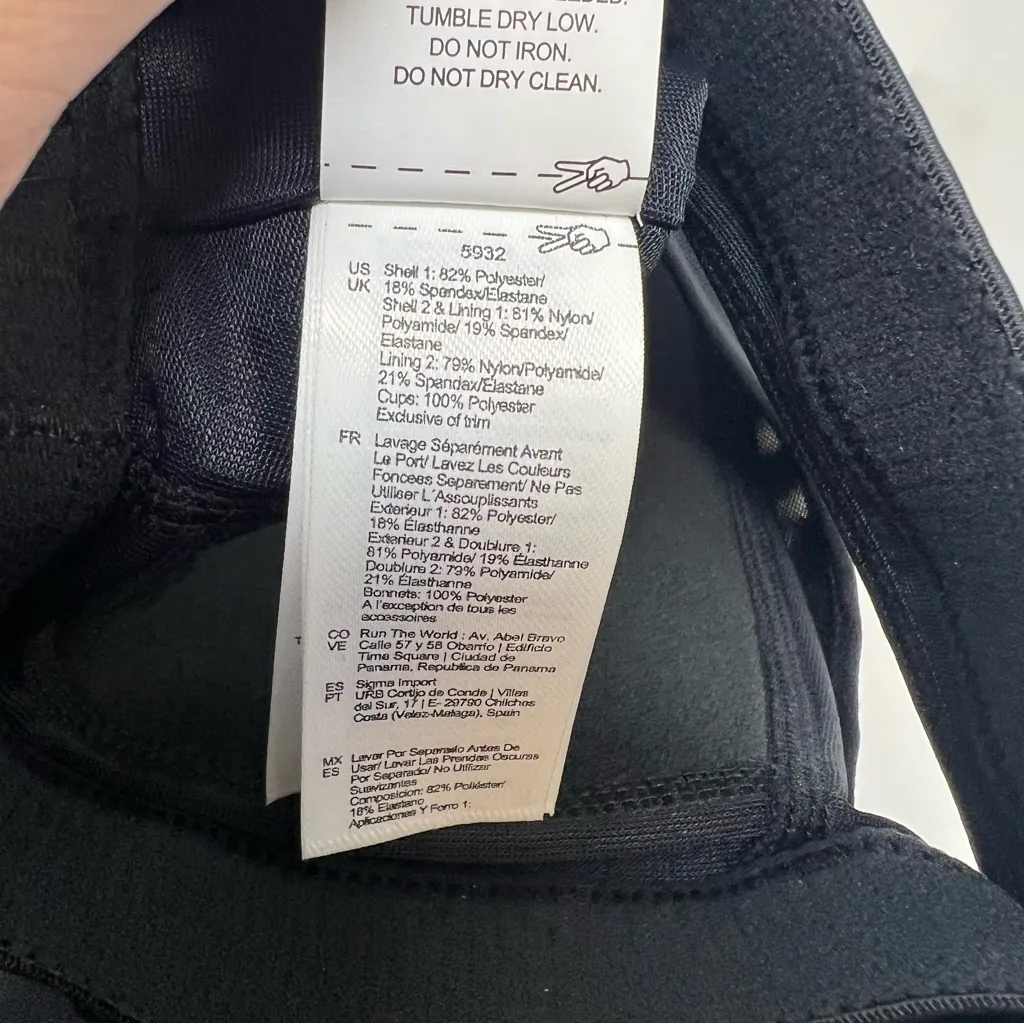 TUMBLE DRY LOW.
DO NOT IRON.
DO NOT DRY CLEAN.
5932
US Shell 1: 82% Polyester/
UK 18% Spandex/Elastane
Shell 2 & Lining 1: 81% Nylon/
Polyamide/ 19% Spandex/
Elastane
Lining 2: 79% Nylon/Polyamide/
21% Spandex/Elastane
Cups: 100% Polyester
Exclusive of trim
FR Lavage Séparément Avant
Le Port/ Lavez Les Couleurs
Foncees Separement/ Ne Pas
Utiliser L'Assouplissants
Exterieur 1: 82% Polyester/
18% Élasthanne
Exterieur 2 & Doublure 1:
81% Polyamide/ 19% Élasthanne
Doublure 2: 79% Polyamide/
21% Élasthanne
Bonnets: 100% Polyester
A l'exception de tous les
accessoires
CO Run The World : Av. Abel Bravo
VE Calle 57 y 58 Obarrio | Edificio
Time Square | Ciudad de
Panama, Republica de Panama
ES Sigma Import
PT URB Cortijo de Conde | Villas
del Sur, 17 | E- 29790 Chilches
Costa (Velez-Malaga), Spain
MX Lavar Por Separado Antes De
ES Usar/ Lavar Las Prendas Oscuras
Por Separado/ No Utilizar
Suavizantes
Composicion: 82% Poliéster/
18% Elastano
Aplicaciones Y Forro 1: